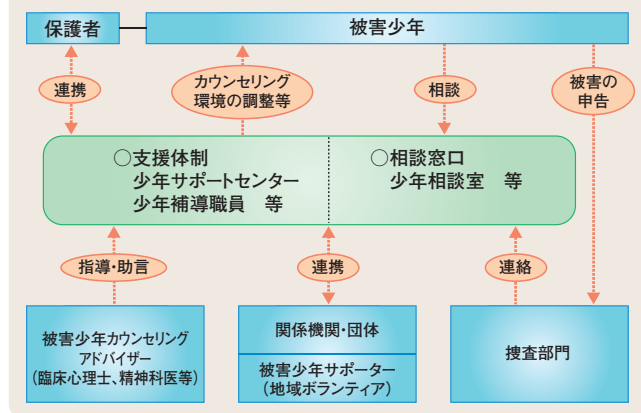 保護者
被害少年
連携
カウンセリング
環境の調整等
相談
被害の
申告
○支援体制
少年サポートセンター
少年補導職員　等
○相談窓口
少年相談室　等
指導・助言
連携
連絡
被害少年カウンセリング
アドバイザー
(臨床心理士、精神科医等)
関係機関・団体
被害少年サポーター
(地域ボランティア)
捜査部門